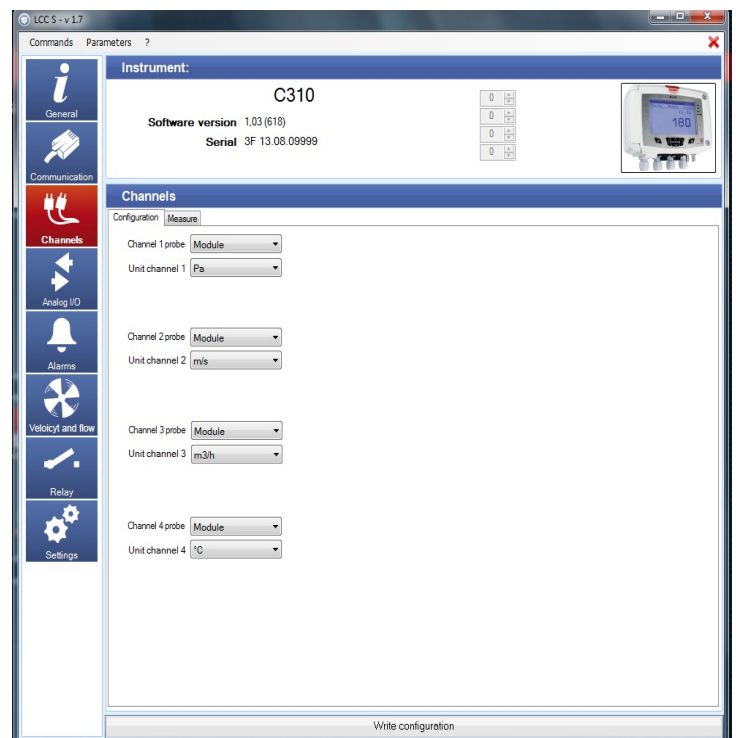 LCC S - v 1.7
Commands Parameters ?
General
Communication
Channels
Analog I/O
Alarms
Veloicyt and flow
Relay
Settings
Instrument:
C310
Software version 1,03 (618)
Serial 3F 13.08.09999
0
0
0
0
180
Channels
Configuration Measure
Channel 1 probe Module
Unit channel 1 Pa
Channel 2 probe Module
Unit channel 2 m/s
Channel 3 probe Module
Unit channel 3 m3/h
Channel 4 probe Module
Unit channel 4 °C
Write configuration